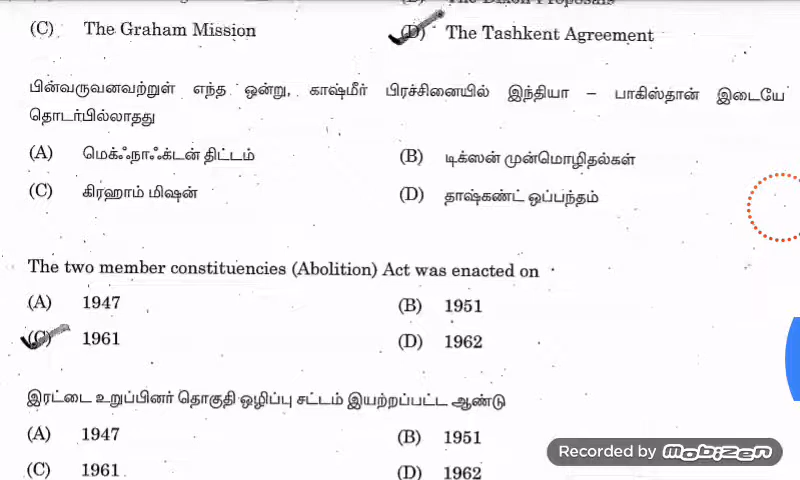 (B) The Dixon Proposals
(C) The Graham Mission
(D) The Tashkent Agreement
பின்வருவனவற்றுள் எந்த ஒன்று, காஷ்மீர் பிரச்சினையில் இந்தியா – பாகிஸ்தான் இடையே
தொடர்பில்லாதது
(A) மெக்ஃநாஃக்டன் திட்டம்
(B) டிக்ஸன் முன்மொழிதல்கள்
(C) கிரஹாம் மிஷன்
(D) தாஷ்கண்ட் ஒப்பந்தம்
The two member constituencies (Abolition) Act was enacted on
(A) 1947
(B) 1951
(C) 1961
(D) 1962
இரட்டை உறுப்பினர் தொகுதி ஒழிப்பு சட்டம் இயற்றப்பட்ட ஆண்டு
(A) 1947
(B) 1951
(C) 1961
(D) 1962
Recorded by mobizen